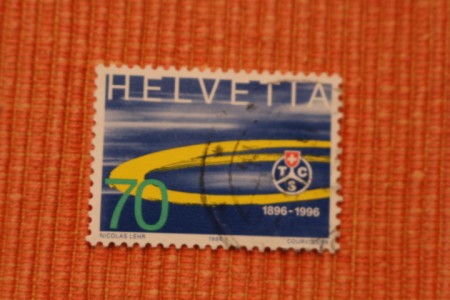 HELVETIA
TCS
70
1896-1996
NICOLAS LEHR